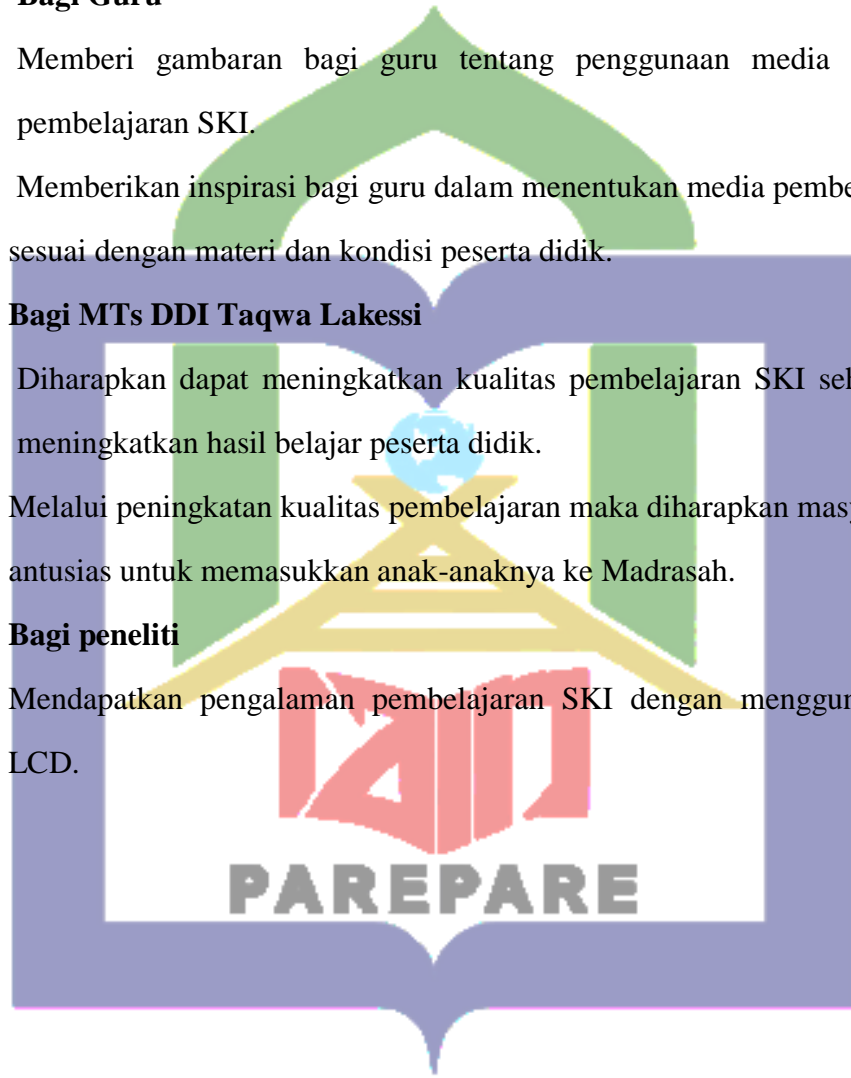 Bagi Guru
Memberi gambaran bagi guru tentang penggunaan media
pembelajaran SKI.
Memberikan inspirasi bagi guru dalam menentukan media
sesuai dengan materi dan kondisi peserta didik.
Bagi MTs DDI Taqwa Lakessi
Diharapkan dapat meningkatkan kualitas pembelajaran SKI
meningkatkan hasil belajar peserta didik.
Melalui peningkatan kualitas pembelajaran maka diharapkan
antusias untuk memasukkan anak-anaknya ke Madrasah.
Bagi peneliti
Mendapatkan pengalaman pembelajaran SKI dengan
LCD.
iain
PAREPARE